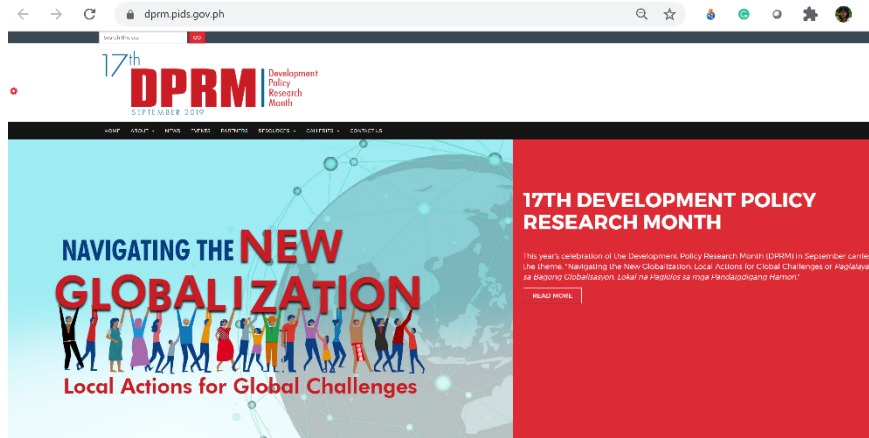 dprm.pids.gov.ph
Search this site
GO
17th
DPRM
Development
Policy
Research
Month
SEPTEMBER 2019
HOME ABOUT NEWS EVENTS PARTNERS RESOURCES GALLERIES CONTACT US
NAVIGATING THE NEW
GLOBALIZATION
Local Actions for Global Challenges
17TH DEVELOPMENT POLICY
RESEARCH MONTH
This year's celebration of the Development Policy Research Month (DPRM) in September carries
the theme, "Navigating the New Globalization: Local Actions for Global Challenges or Paglalaya
sa Bagong Globalisasyon: Lokal na Pagkilos sa mga Pandaigdigang Hamon."
READ MORE